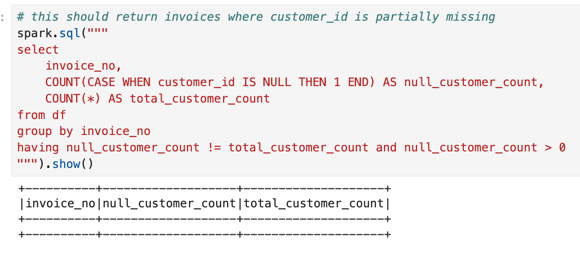 : # this should return invoices where customer_id is partially missing
spark.sql("""
select
    invoice_no,
    COUNT(CASE WHEN customer_id IS NULL THEN 1 END) AS null_customer_count,
    COUNT(*) AS total_customer_count
from df
group by invoice_no
having null_customer_count != total_customer_count and null_customer_count > 0
""").show()
+----------+-------------------+--------------------+
|invoice_no|null_customer_count|total_customer_count|
+----------+-------------------+--------------------+
+----------+-------------------+--------------------+